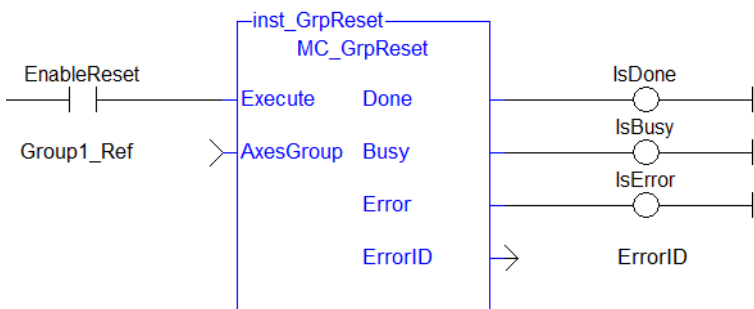 inst_GrpReset
MC_GrpReset
EnableReset
IsDone
Execute Done
IsBusy
Group1_Ref AxesGroup Busy
IsError
Error
ErrorID ErrorID